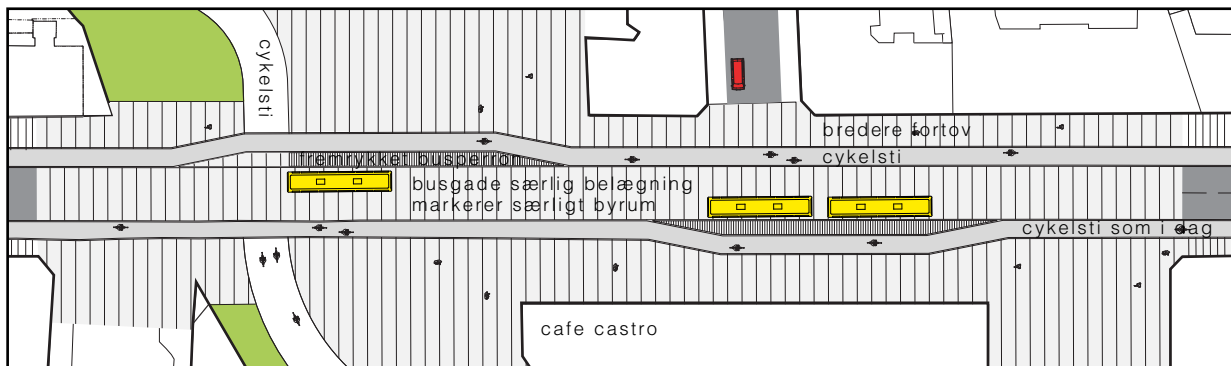 cykelsti
bredere fortov
fremrykket busperron
cykelsti
busgade særlig belægning
markerer særligt byrum
cykelsti som i dag
cafe castro